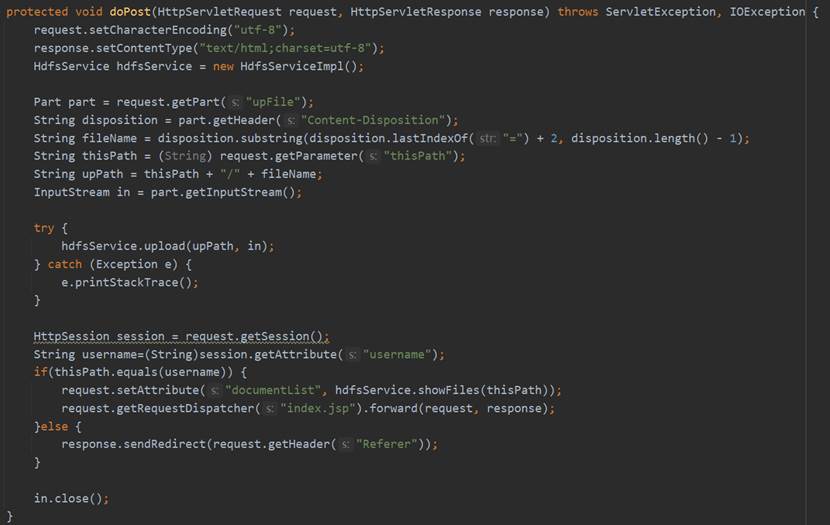 protected void doPost(HttpServletRequest request, HttpServletResponse response) throws ServletException, IOException {
    request.setCharacterEncoding("utf-8");
    response.setContentType("text/html;charset=utf-8");
    HdfsService hdfsService = new HdfsServiceImpl();

    Part part = request.getPart( s: "upFile");
    String disposition = part.getHeader( s: "Content-Disposition");
    String fileName = disposition.substring(disposition.lastIndexOf( str: "=") + 2, disposition.length() - 1);
    String thisPath = (String) request.getParameter( s: "thisPath");
    String upPath = thisPath + "/" + fileName;
    InputStream in = part.getInputStream();

    try {
        hdfsService.upload(upPath, in);
    } catch (Exception e) {
        e.printStackTrace();
    }

    HttpSession session = request.getSession();
    String username=(String)session.getAttribute( s: "username");
    if(thisPath.equals(username)) {
        request.setAttribute( s: "documentList", hdfsService.showFiles(thisPath));
        request.getRequestDispatcher( s: "index.jsp").forward(request, response);
    }else {
        response.sendRedirect(request.getHeader( s: "Referer"));
    }

    in.close();
}